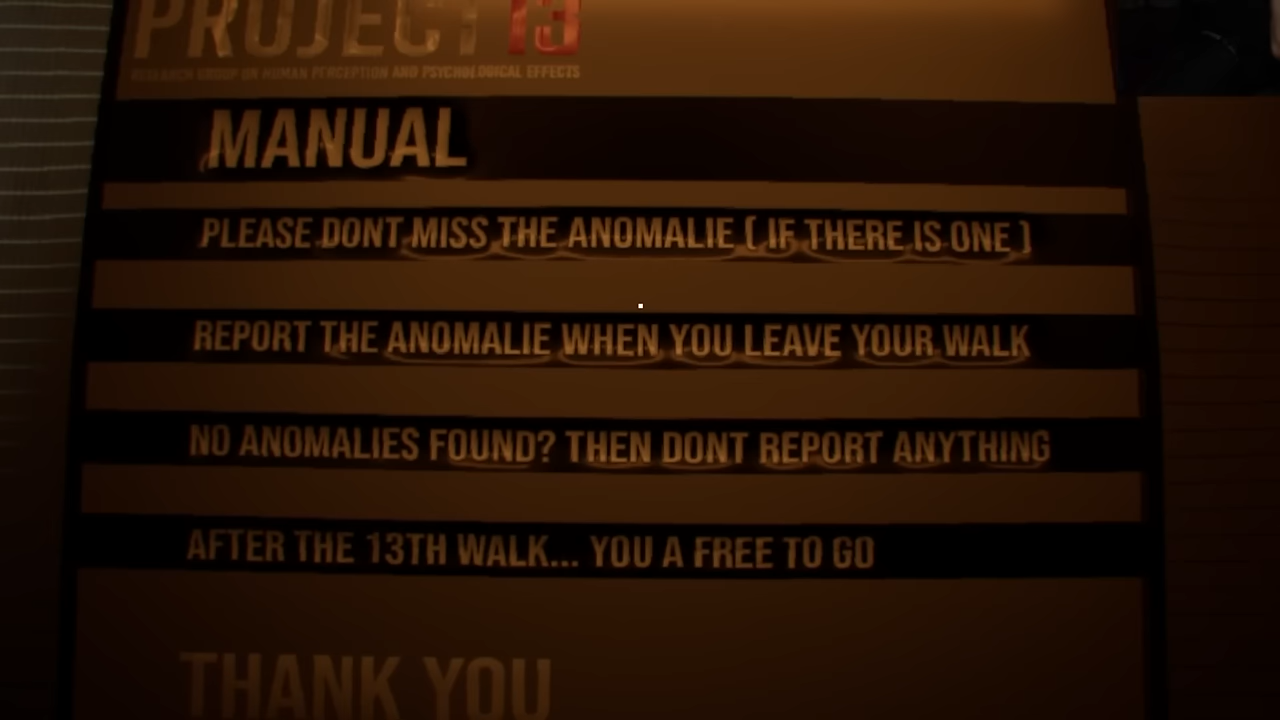 PROJECT 13
RESEARCH GROUP ON HUMAN PERCEPTION AND PSYCHOLOGICAL EFFECTS
MANUAL
PLEASE DONT MISS THE ANOMALIE ( IF THERE IS ONE )
REPORT THE ANOMALIE WHEN YOU LEAVE YOUR WALK
NO ANOMALIES FOUND? THEN DONT REPORT ANYTHING
AFTER THE 13TH WALK... YOU A FREE TO GO
THANK YOU